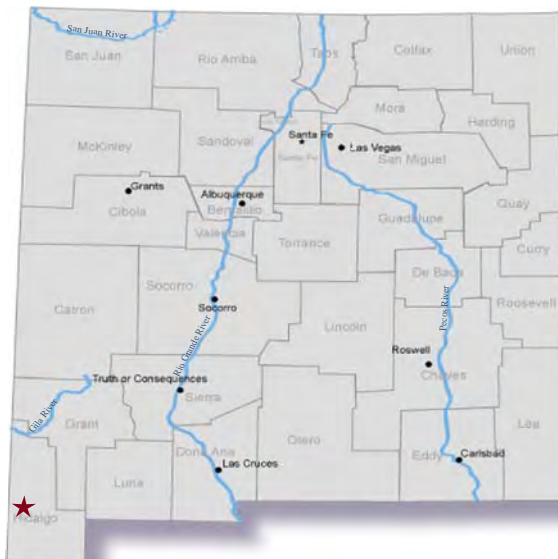 San Juan River
San Juan
Rio Arriba
Taos
Colfax
Union
Mora
Harding
McKinley
Sandoval
Santa Fe
Santa Fe
Las Vegas
San Miguel
Grants
Cibola
Albuquerque
Bernalillo
Valencia
Torrance
Guadalupe
Quay
Curry
De Baca
Roosevelt
Catron
Socorro
Socorro
Lincoln
Pecos River
Rio Grande River
Roswell
Chaves
Truth or Consequences
Sierra
Gila River
Grant
Otero
Lea
Dona Ana
Las Cruces
Eddy
Carlsbad
Luna
Hidalgo